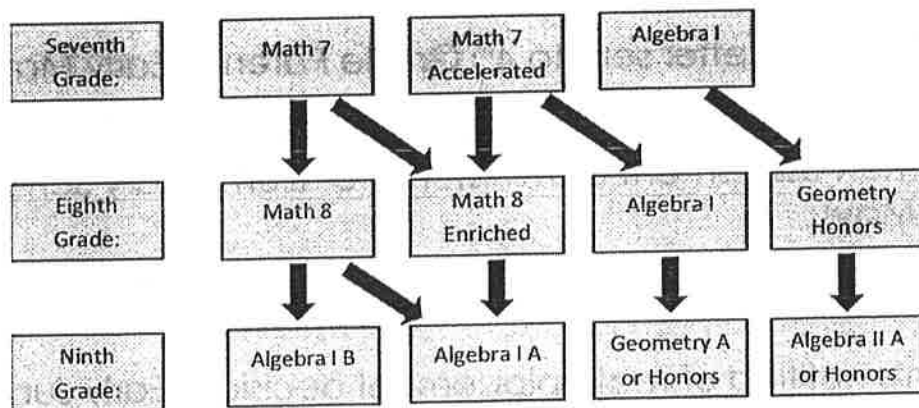 Seventh Grade:
Math 7
Math 7 Accelerated
Algebra I
Eighth Grade:
Math 8
Math 8 Enriched
Algebra I
Geometry Honors
Ninth Grade:
Algebra I B
Algebra I A
Geometry A or Honors
Algebra II A or Honors